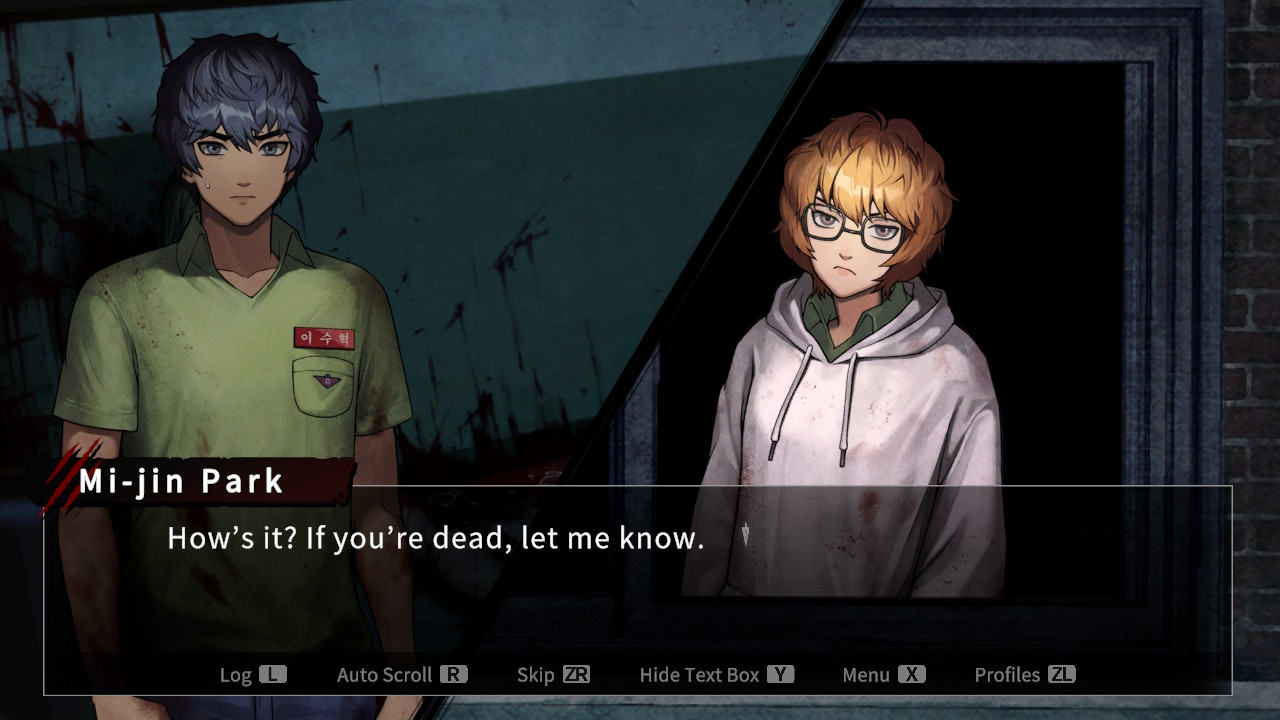 이수혁
Mi-jin Park
How’s it? If you’re dead, let me know.
Log L Auto Scroll R Skip ZR Hide Text Box Y Menu X Profiles ZL